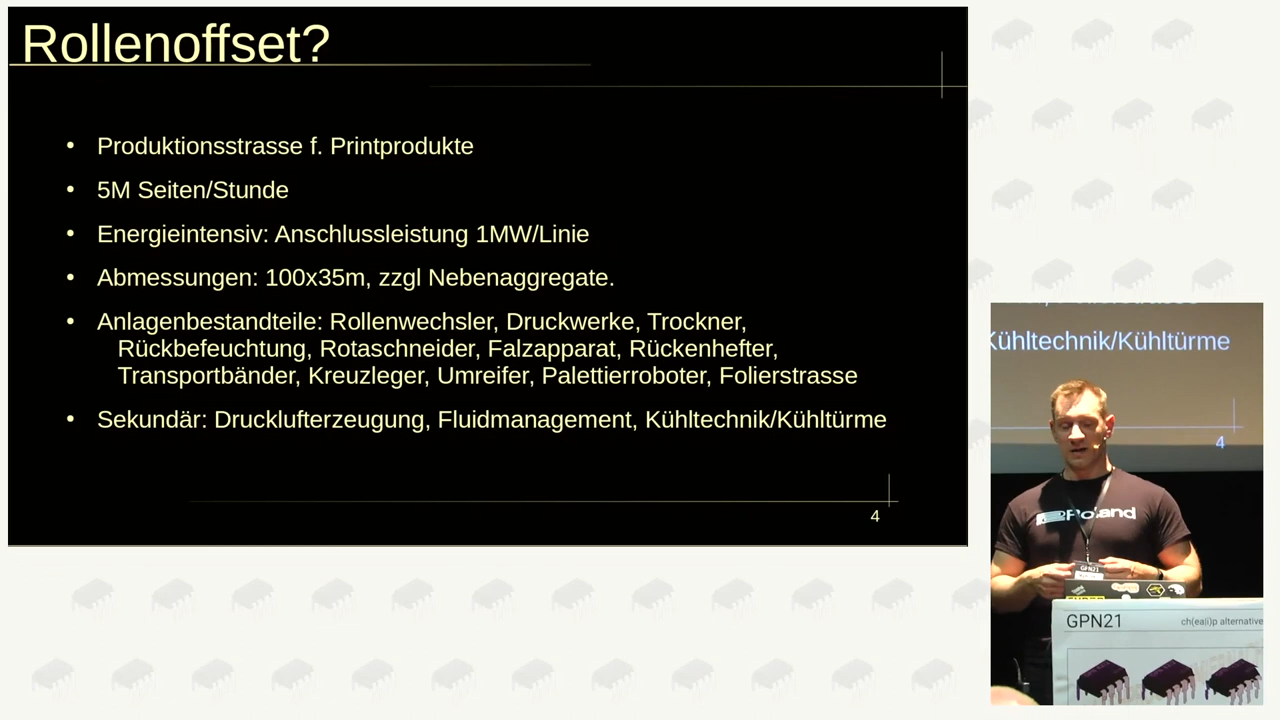 Rollenoffset?
• Produktionsstrasse f. Printprodukte
• 5M Seiten/Stunde
• Energieintensiv: Anschlussleistung 1MW/Linie
• Abmessungen: 100x35m, zzgl Nebenaggregate.
• Anlagenbestandteile: Rollenwechsler, Druckwerke, Trockner,
Rückbefeuchtung, Rotaschneider, Falzapparat, Rückenhefter,
Transportbänder, Kreuzleger, Umreifer, Palettierroboter, Folierstrasse
• Sekundär: Drucklufterzeugung, Fluidmanagement, Kühltechnik/Kühltürme
4
Kühltechnik/Kühltürme
4
Roland
GPN21
GPN21
ch(ea|i)p alternative